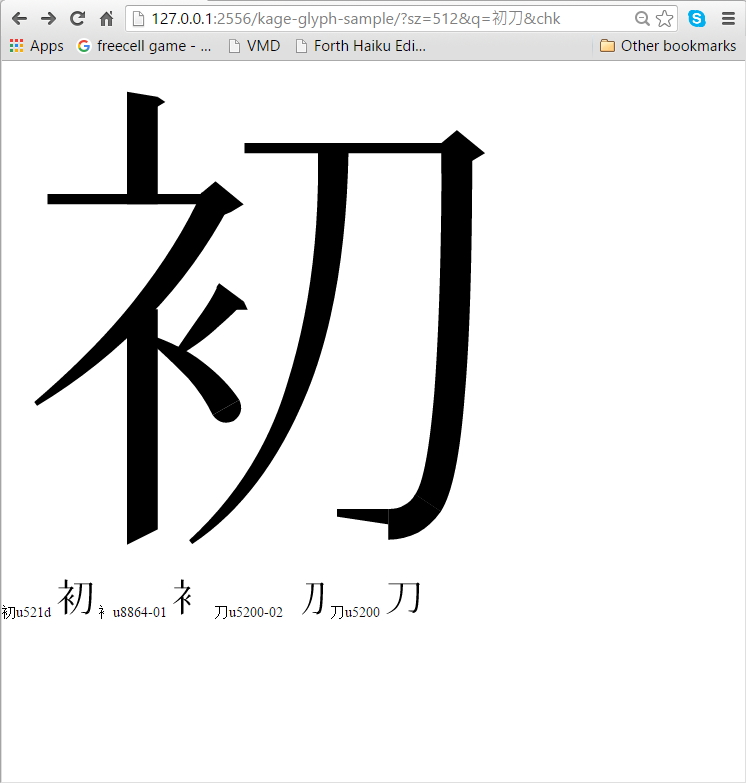 127.0.0.1:2556/kage-glyph-sample/?sz=512&q=初刀&chk
Apps freecell game - ... VMD Forth Haiku Edi... Other bookmarks
初
初u521d 初 衤 u8864-01 衤 刀u5200-02 刀 刀u5200 刀